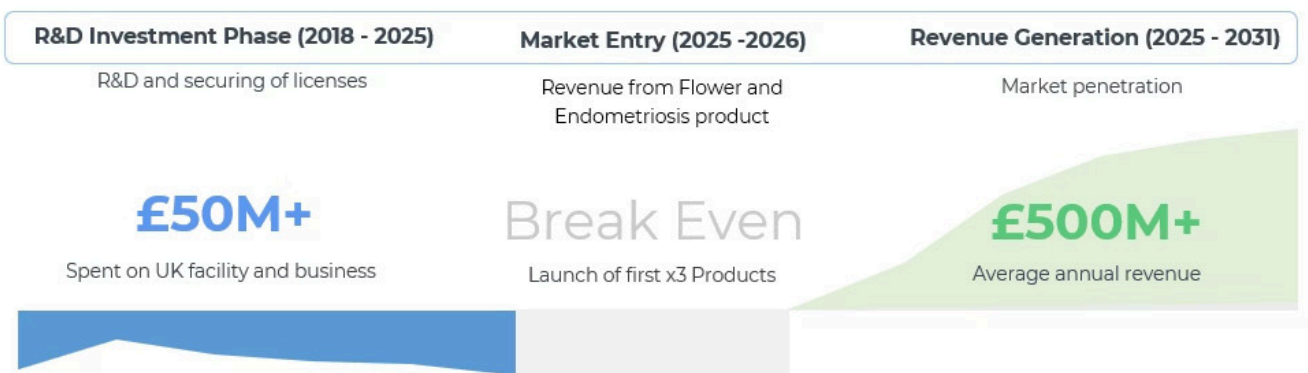 R&D Investment Phase (2018 - 2025)
Market Entry (2025 -2026)
Revenue Generation (2025 - 2031)
R&D and securing of licenses
Revenue from Flower and
Endometriosis product
Market penetration
£50M+
Break Even
£500M+
Spent on UK facility and business
Launch of first x3 Products
Average annual revenue